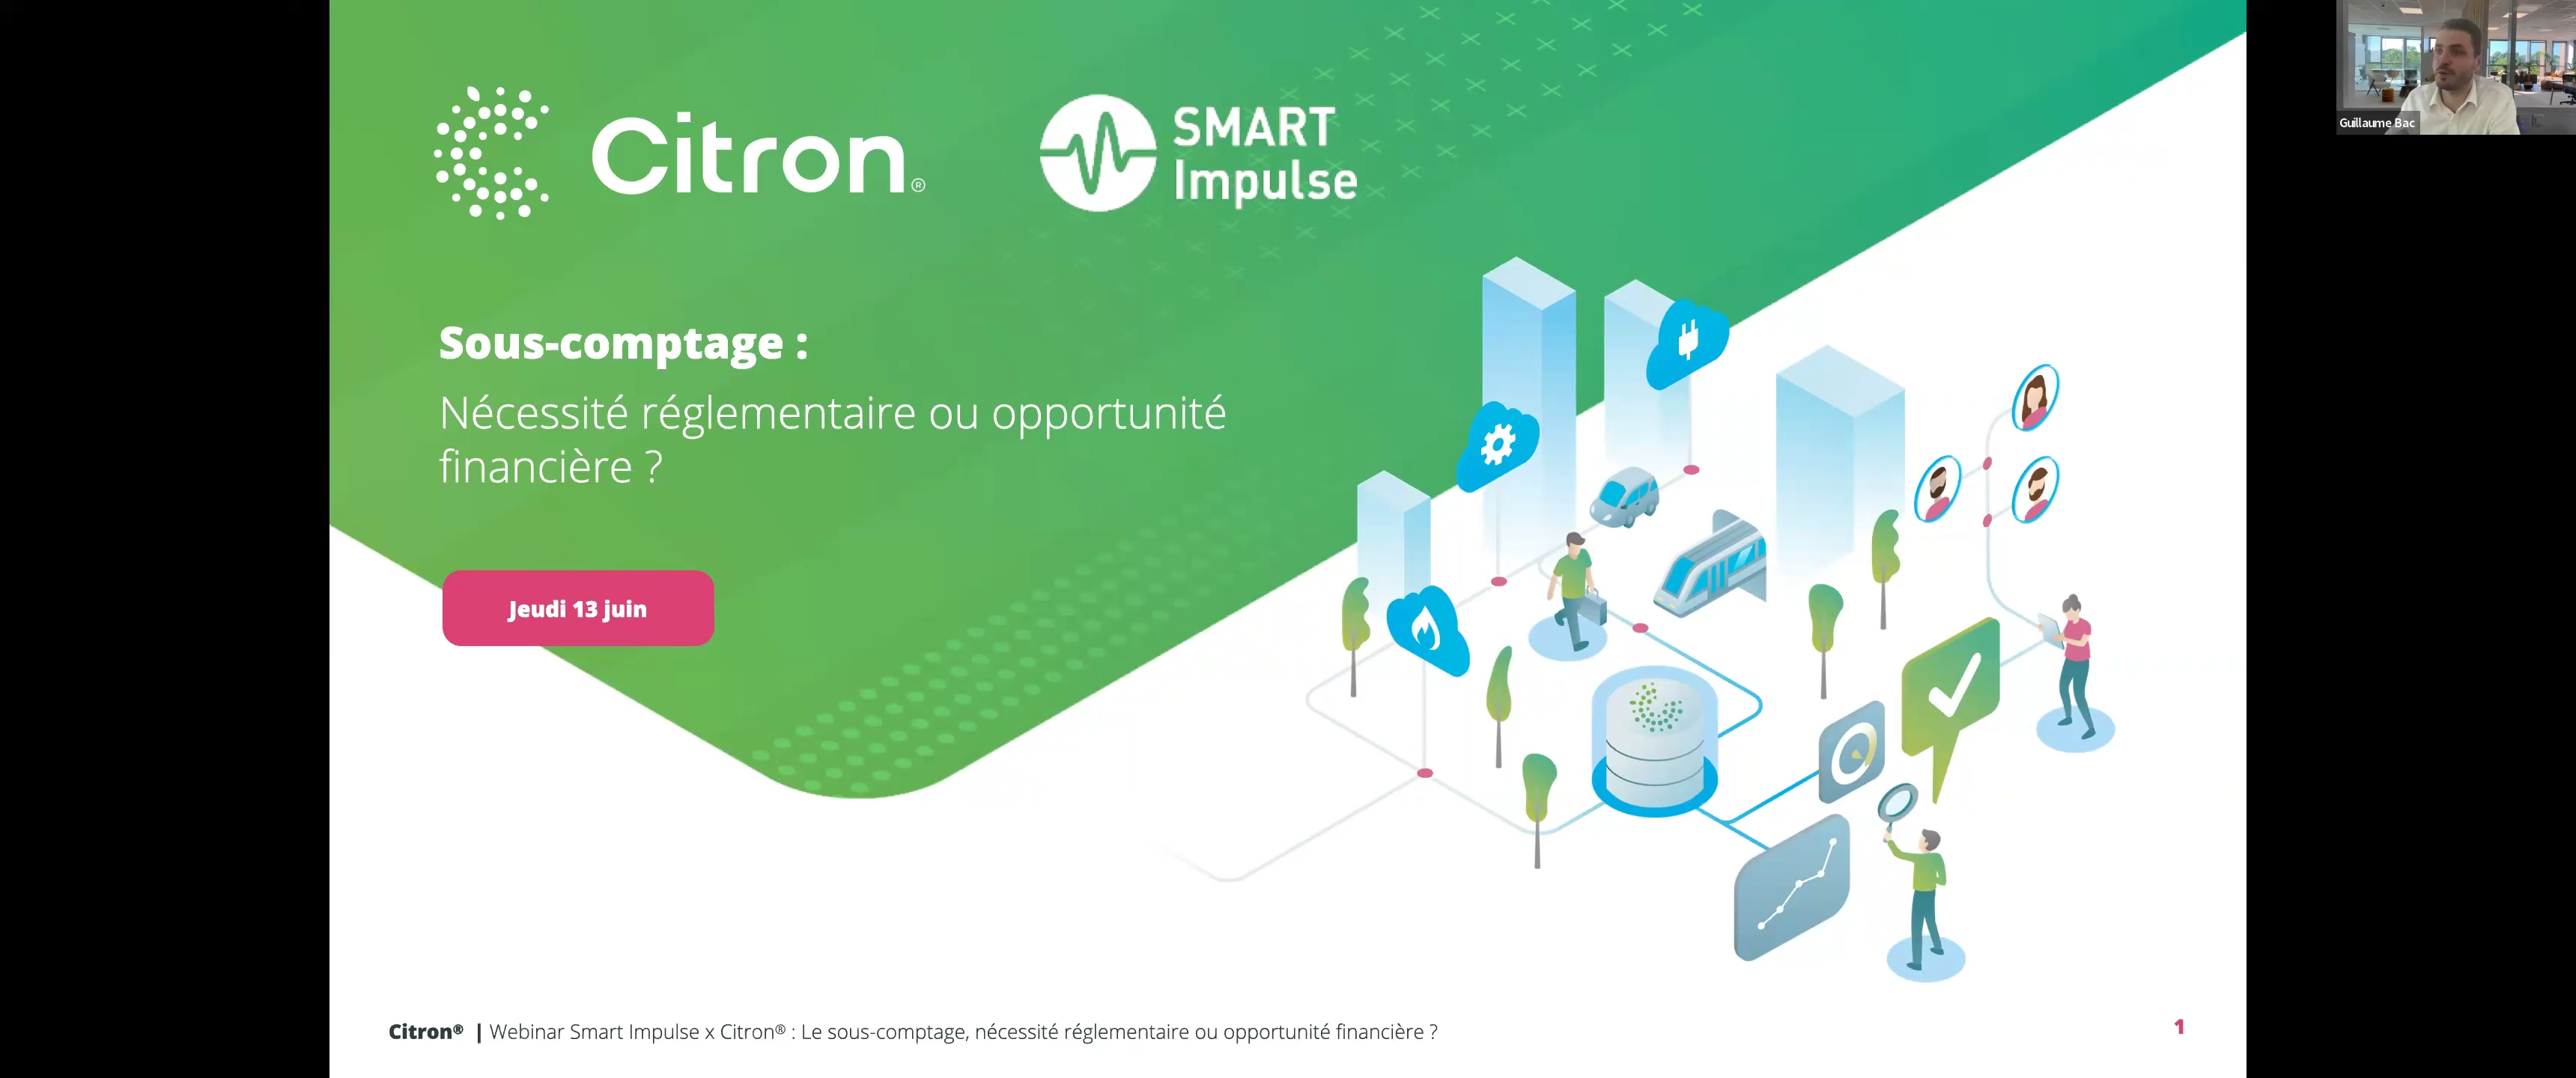 Citron®
SMART
Impulse
Guillaume Bac
Sous-comptage :
Nécessité réglementaire ou opportunité
financière ?
Jeudi 13 juin
Citron® | Webinar Smart Impulse x Citron® : Le sous-comptage, nécessité réglementaire ou opportunité financière ?
1